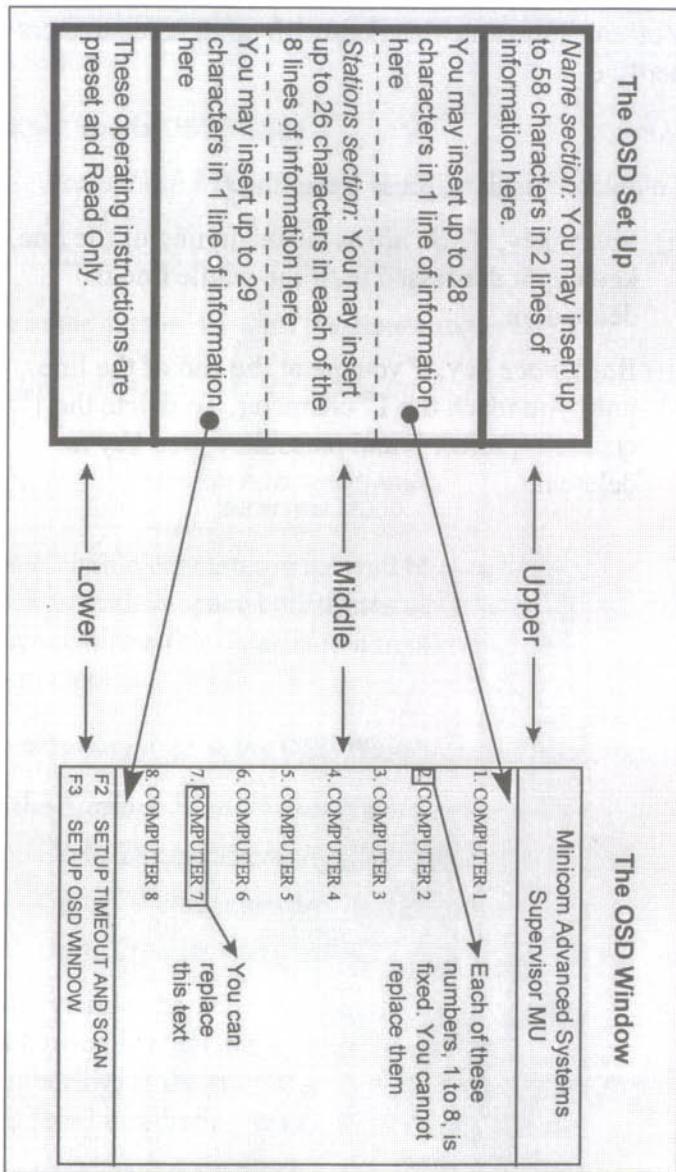 The OSD Set Up
Name section: You may insert up
to 58 characters in 2 lines of
information here.
You may insert up to 28
characters in 1 line of information
here
Stations section: You may insert
up to 26 characters in each of the
8 lines of information here
You may insert up to 29
characters in 1 line of information
here
These operating instructions are
preset and Read only
Upper
Middle
Lower
The OSD Window
Minicom Advanced Systems
Supervisor MU
1. COMPUTER 1
2. COMPUTER 2
3. COMPUTER 3
4. COMPUTER 4
5. COMPUTER 5
6. COMPUTER 6
7. COMPUTER 7
8. COMPUTER 8
Each of these
numbers, 1 to 8, is
fixed. You cannot
replace them
You can
replace
this text
F2 SETUP TIMEOUT AND SCAN
F3 SETUP OSD WINDOW